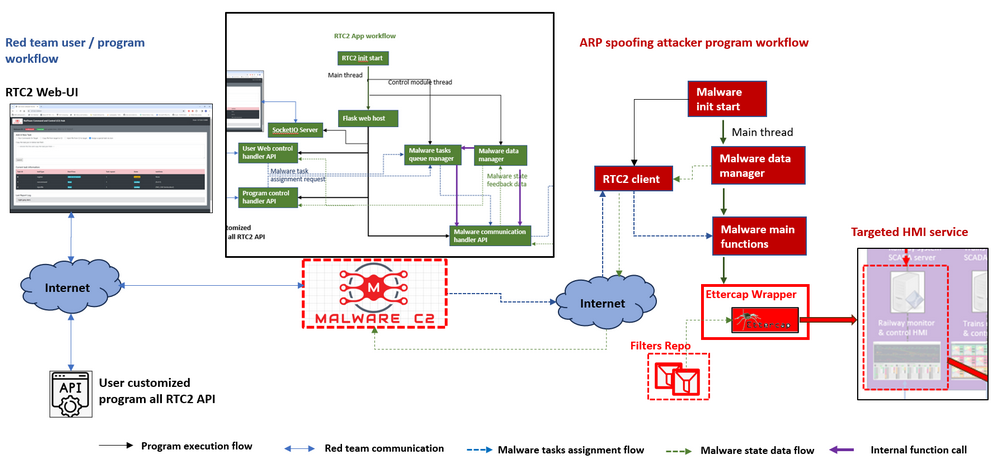 Red team user / program
workflow
RTC2 Web-UI
RTC2 App workflow
RTC2 init start
Main thread
Control module thread
Flask web host
SocketIO Server
User Web control
handler API
Malware tasks
queue manager
Malware data
manager
Malware task
assignment request
Malware state
feedback data
Program control
handler API
tomized
all RTC2 API
Malware communication
handler API
ARP spoofing attacker program workflow
Malware
init start
Main thread
Malware data
manager
RTC2 client
Malware main
functions
Targeted HMI service
SCADA server
SCADA
Railway monitor
& control HMI
Trains
& cont
Internet
M
MALWARE C2
Internet
Ettercap Wrapper
Filters Repo
API
User customized
program all RTC2 API
Program execution flow
Red team communication
Malware tasks assignment flow
Malware state data flow
Internal function call